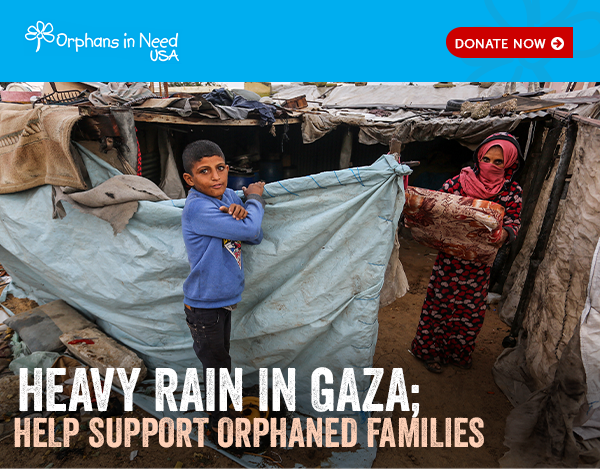 Orphans in Need
USA
DONATE NOW
HEAVY RAIN IN GAZA;
HELP SUPPORT ORPHANED FAMILIES